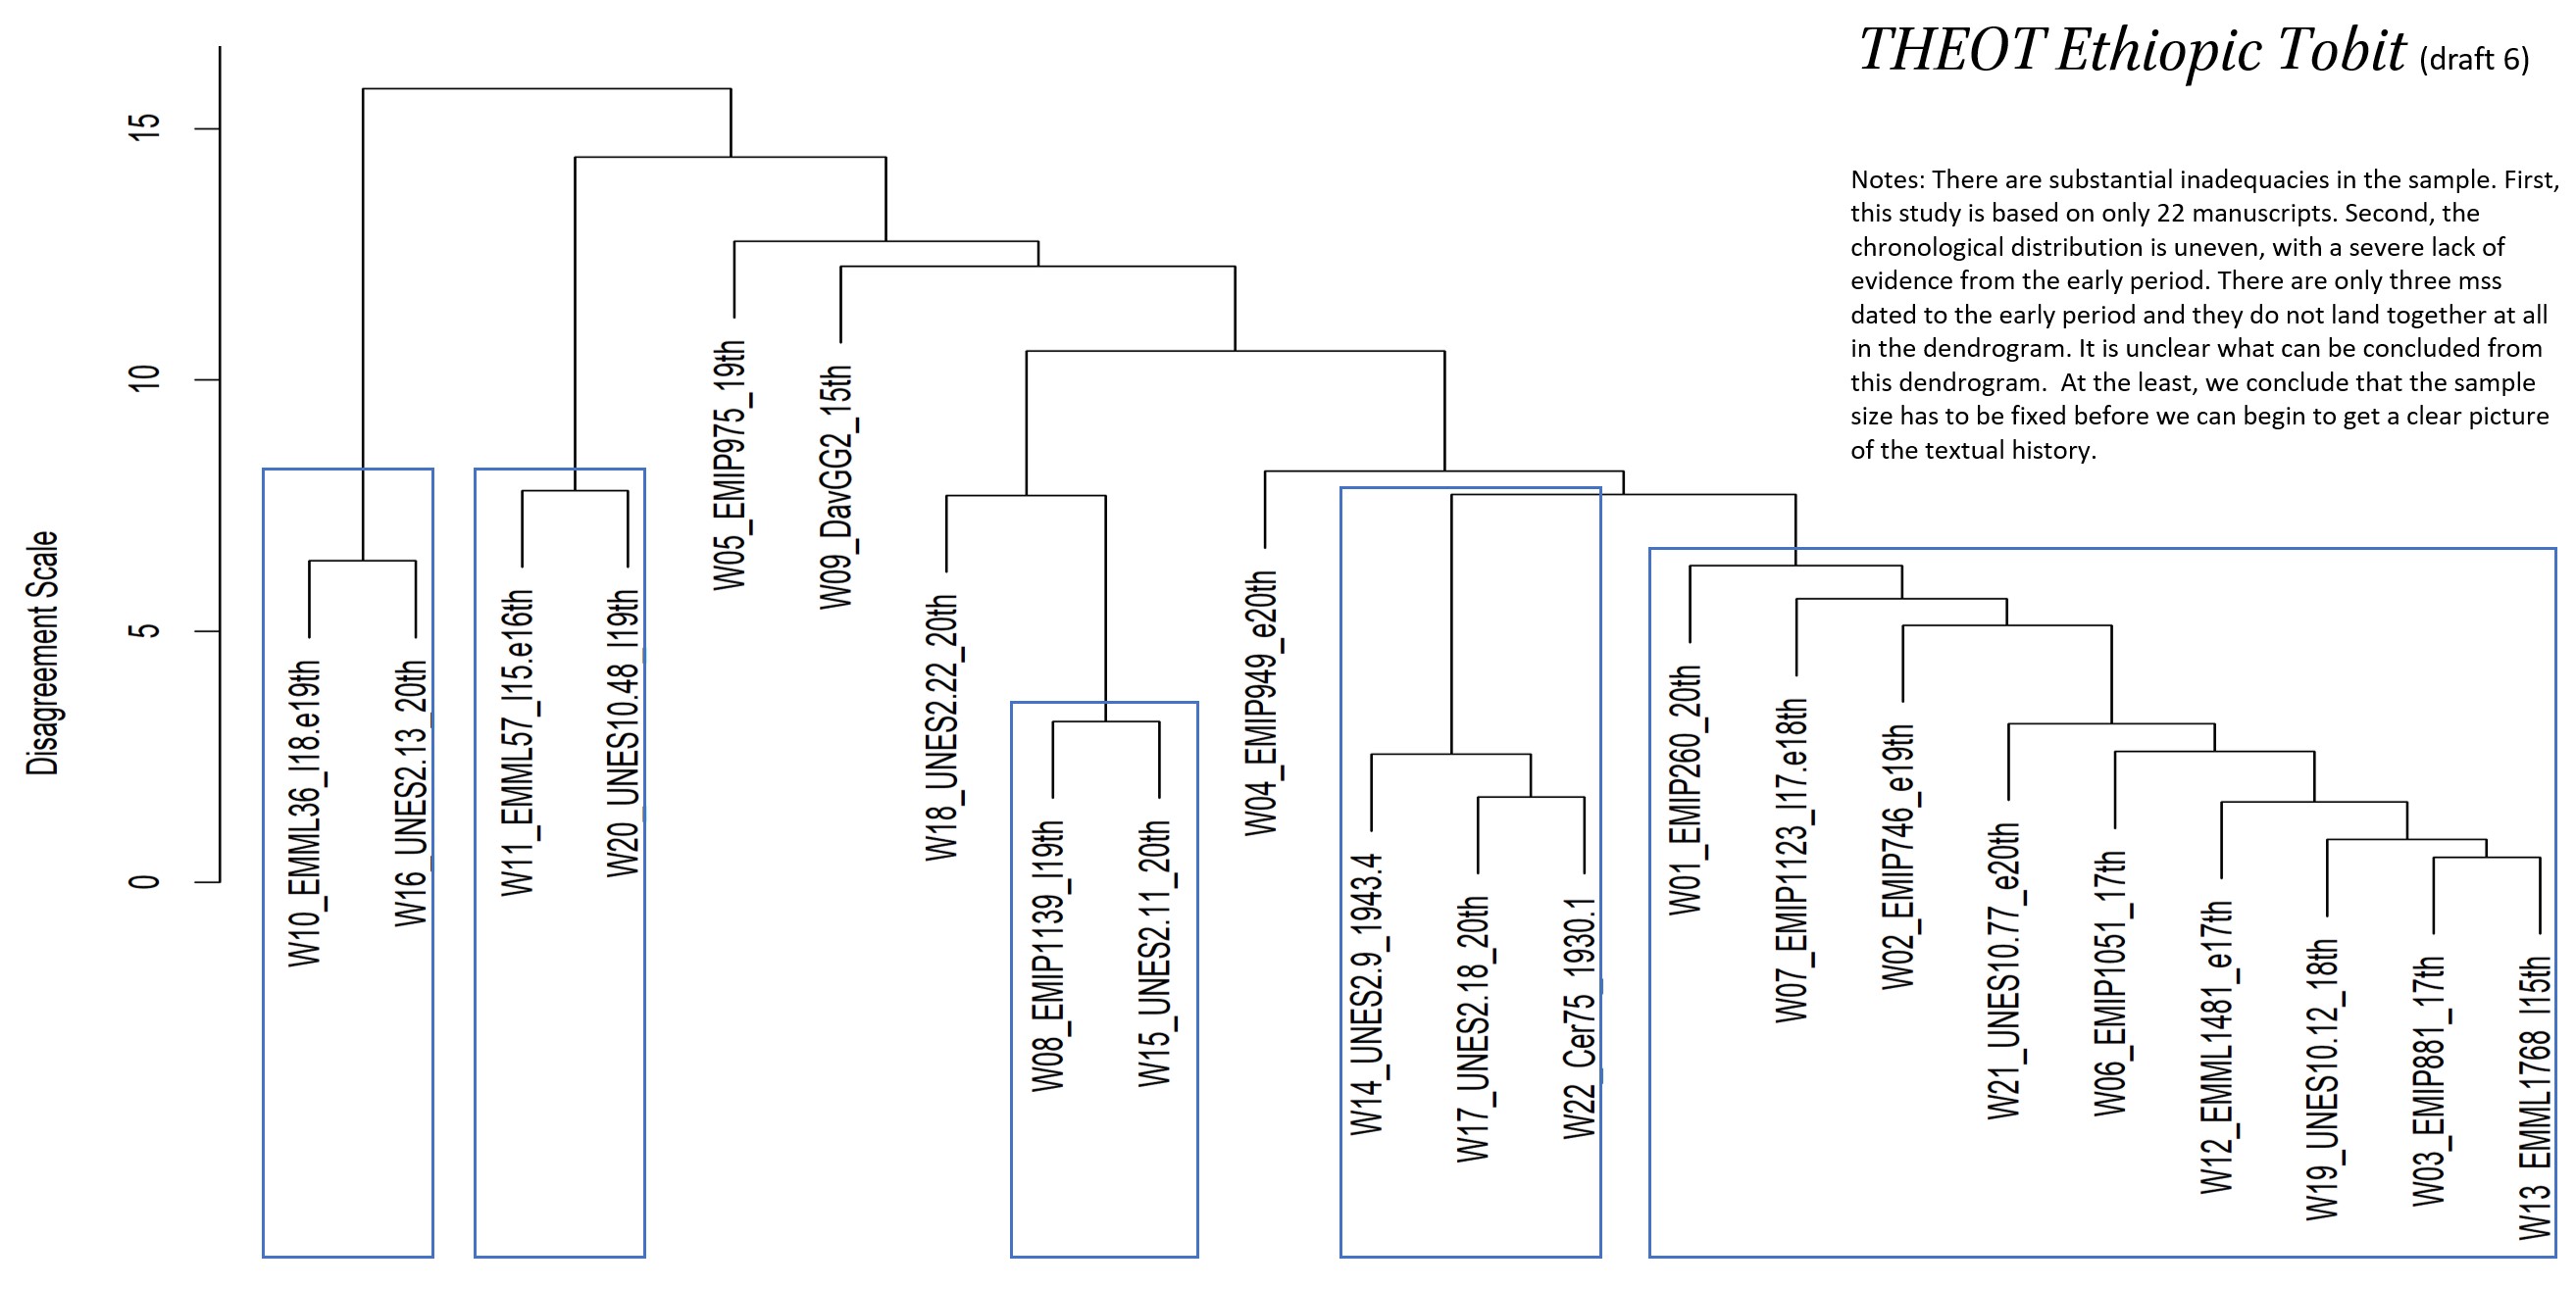 THEOT Ethiopic Tobit (draft 6)
Notes: There are substantial inadequacies in the sample. First,
this study is based on only 22 manuscripts. Second, the
chronological distribution is uneven, with a severe lack of
evidence from the early period. There are only three mss
dated to the early period and they do not land together at all
in the dendrogram. It is unclear what can be concluded from
this dendrogram.  At the least, we conclude that the sample
size has to be fixed before we can begin to get a clear picture
of the textual history.
Disagreement Scale
15
10
5
0
W10_EMML36_l18.e19th
W16_UNES2.13_20th
W11_EMML57_l15.e16th
W20_UNES10.48_l19th
W05_EMIP975_19th
W09_DavGG2_15th
W18_UNES2.22_20th
W08_EMIP1139_l19th
W15_UNES2.11_20th
W04_EMIP949_e20th
W14_UNES2.9_1943.4
W17_UNES2.18_20th
W22_Cer75_1930.1
W01_EMIP260_20th
W07_EMIP1123_l17.e18th
W02_EMIP746_e19th
W21_UNES10.77_e20th
W06_EMIP1051_17th
W12_EMML1481_e17th
W19_UNES10.12_18th
W03_EMIP881_17th
W13_EMML1768_l15th